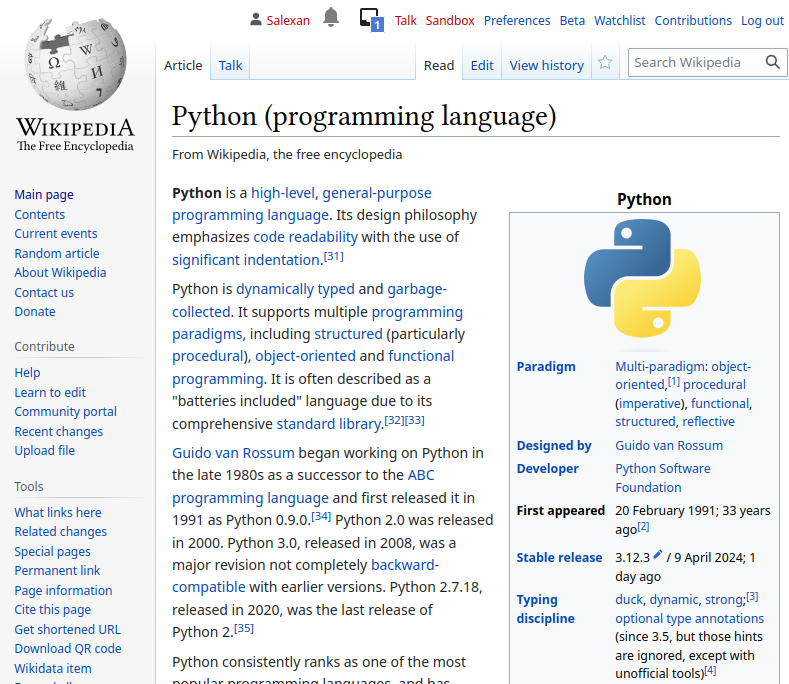 Salexan 1 Talk Sandbox Preferences Beta Watchlist Contributions Log out
Article Talk Read Edit View history Search Wikipedia
Ω W И
WIKIPEDIA
The Free Encyclopedia
Main page
Contents
Current events
Random article
About Wikipedia
Contact us
Donate
Contribute
Help
Learn to edit
Community portal
Recent changes
Upload file
Tools
What links here
Related changes
Special pages
Permanent link
Page information
Cite this page
Get shortened URL
Download QR code
Wikidata item
Python (programming language)
From Wikipedia, the free encyclopedia
Python is a high-level, general-purpose
programming language. Its design philosophy
emphasizes code readability with the use of
significant indentation.[31]
Python is dynamically typed and garbage-
collected. It supports multiple programming
paradigms, including structured (particularly
procedural), object-oriented and functional
programming. It is often described as a
"batteries included" language due to its
comprehensive standard library.[32][33]
Guido van Rossum began working on Python in
the late 1980s as a successor to the ABC
programming language and first released it in
1991 as Python 0.9.0.[34] Python 2.0 was released
in 2000. Python 3.0, released in 2008, was a
major revision not completely backward-
compatible with earlier versions. Python 2.7.18,
released in 2020, was the last release of
Python 2.[35]
Python consistently ranks as one of the most
popular programming languages, and has
Python
Paradigm Multi-paradigm: object-
oriented,[1] procedural
(imperative), functional,
structured, reflective
Designed by Guido van Rossum
Developer Python Software
Foundation
First appeared 20 February 1991; 33 years
ago[2]
Stable release 3.12.3 / 9 April 2024; 1
day ago
Typing duck, dynamic, strong;[3]
discipline optional type annotations
(since 3.5, but those hints
are ignored, except with
unofficial tools)[4]